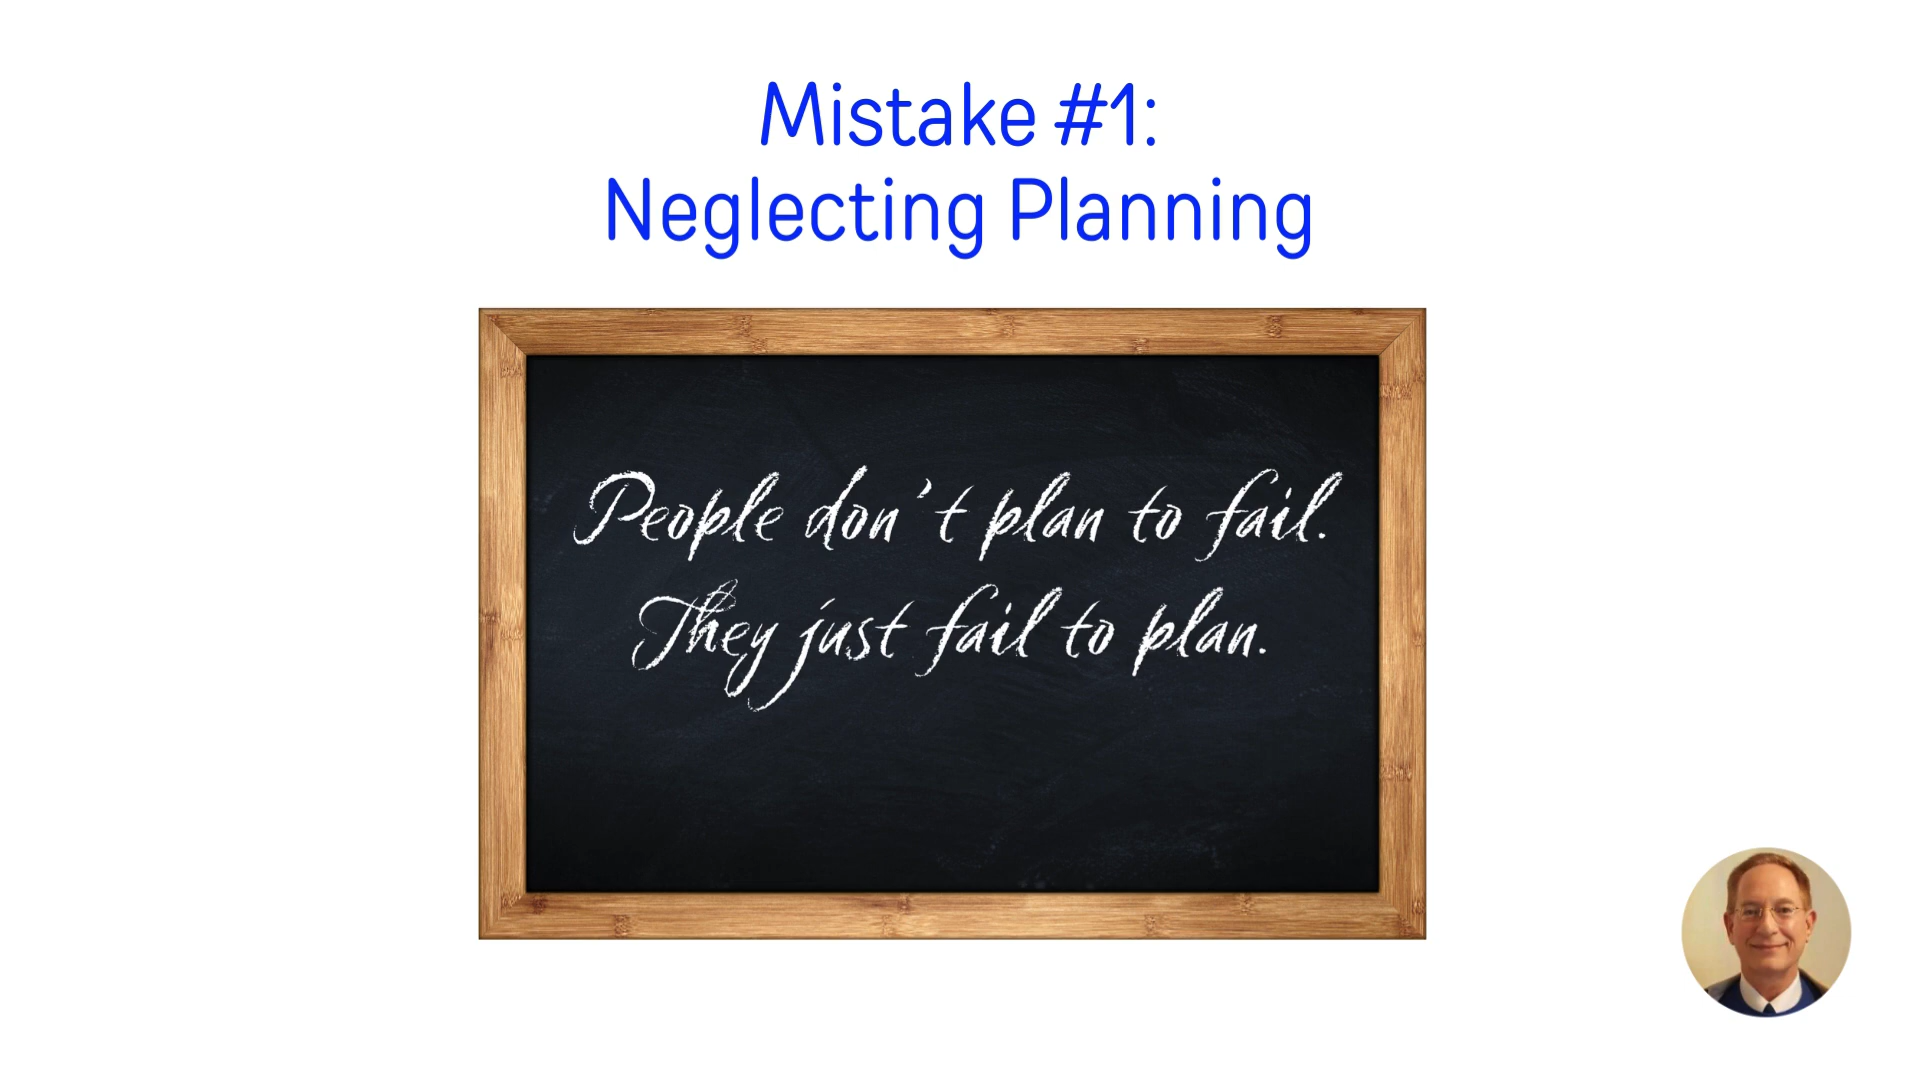 Mistake #1:
Neglecting Planning
People don't plan to fail.
They just fail to plan.